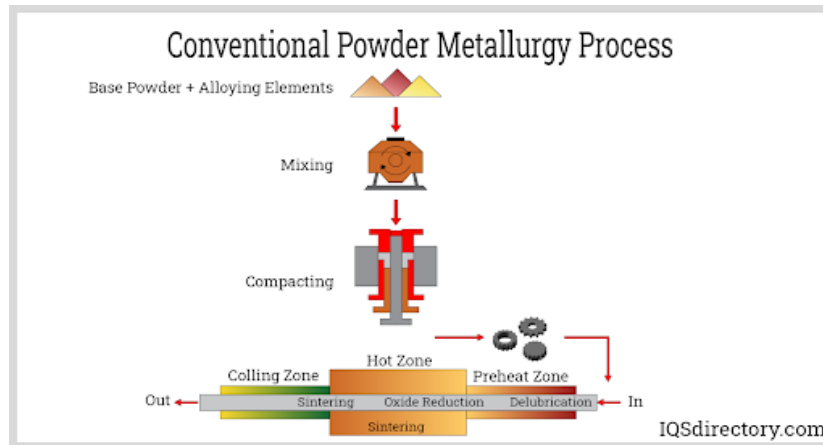 Conventional Powder Metallurgy Process
Base Powder + Alloying Elements
Mixing
Compacting
Hot Zone
Colling Zone
Preheat Zone
Out
Sintering
Oxide Reduction
Delubrication
In
Sintering
IQSdirectory.com